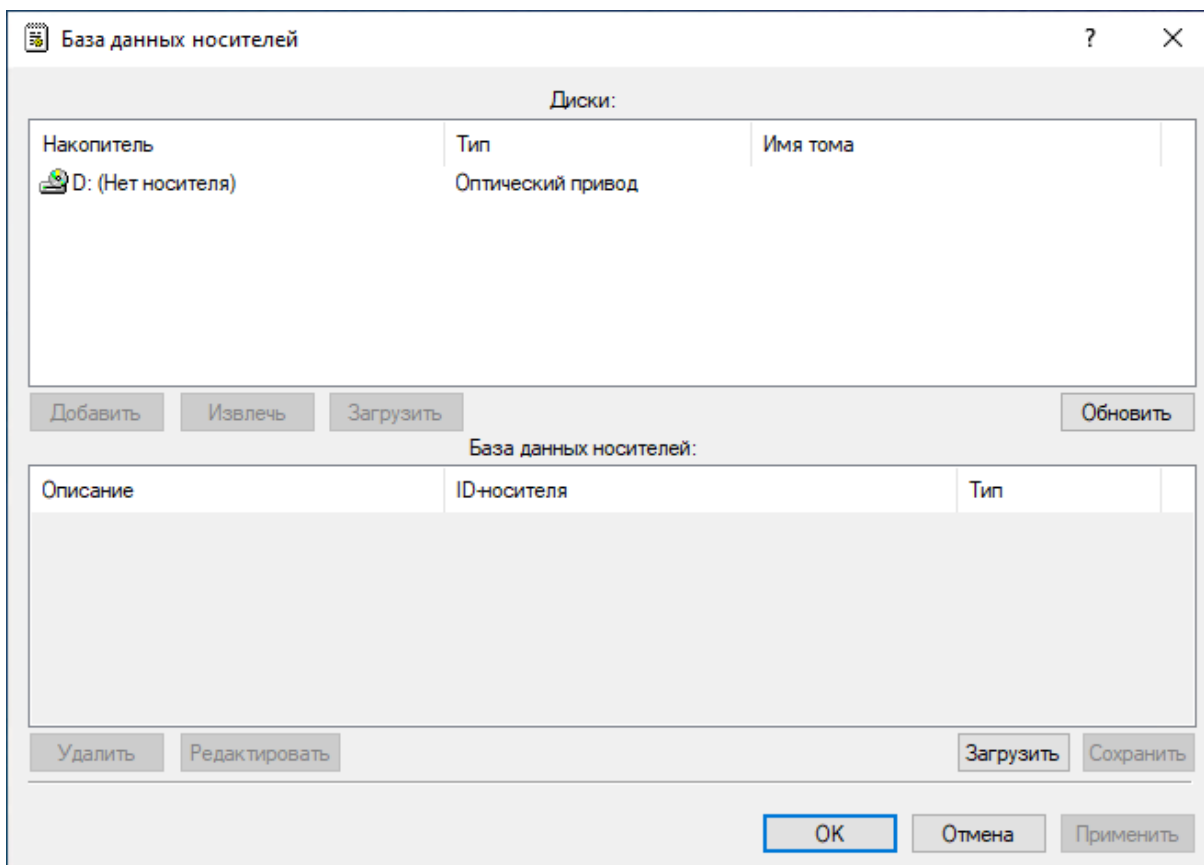 База данных носителей ?
Диски:
Накопитель Тип Имя тома
D: (Нет носителя) Оптический привод
Добавить Извлечь Загрузить Обновить
База данных носителей:
Описание ID-носителя Тип
Удалить Редактировать Загрузить Сохранить
OK Отмена Применить